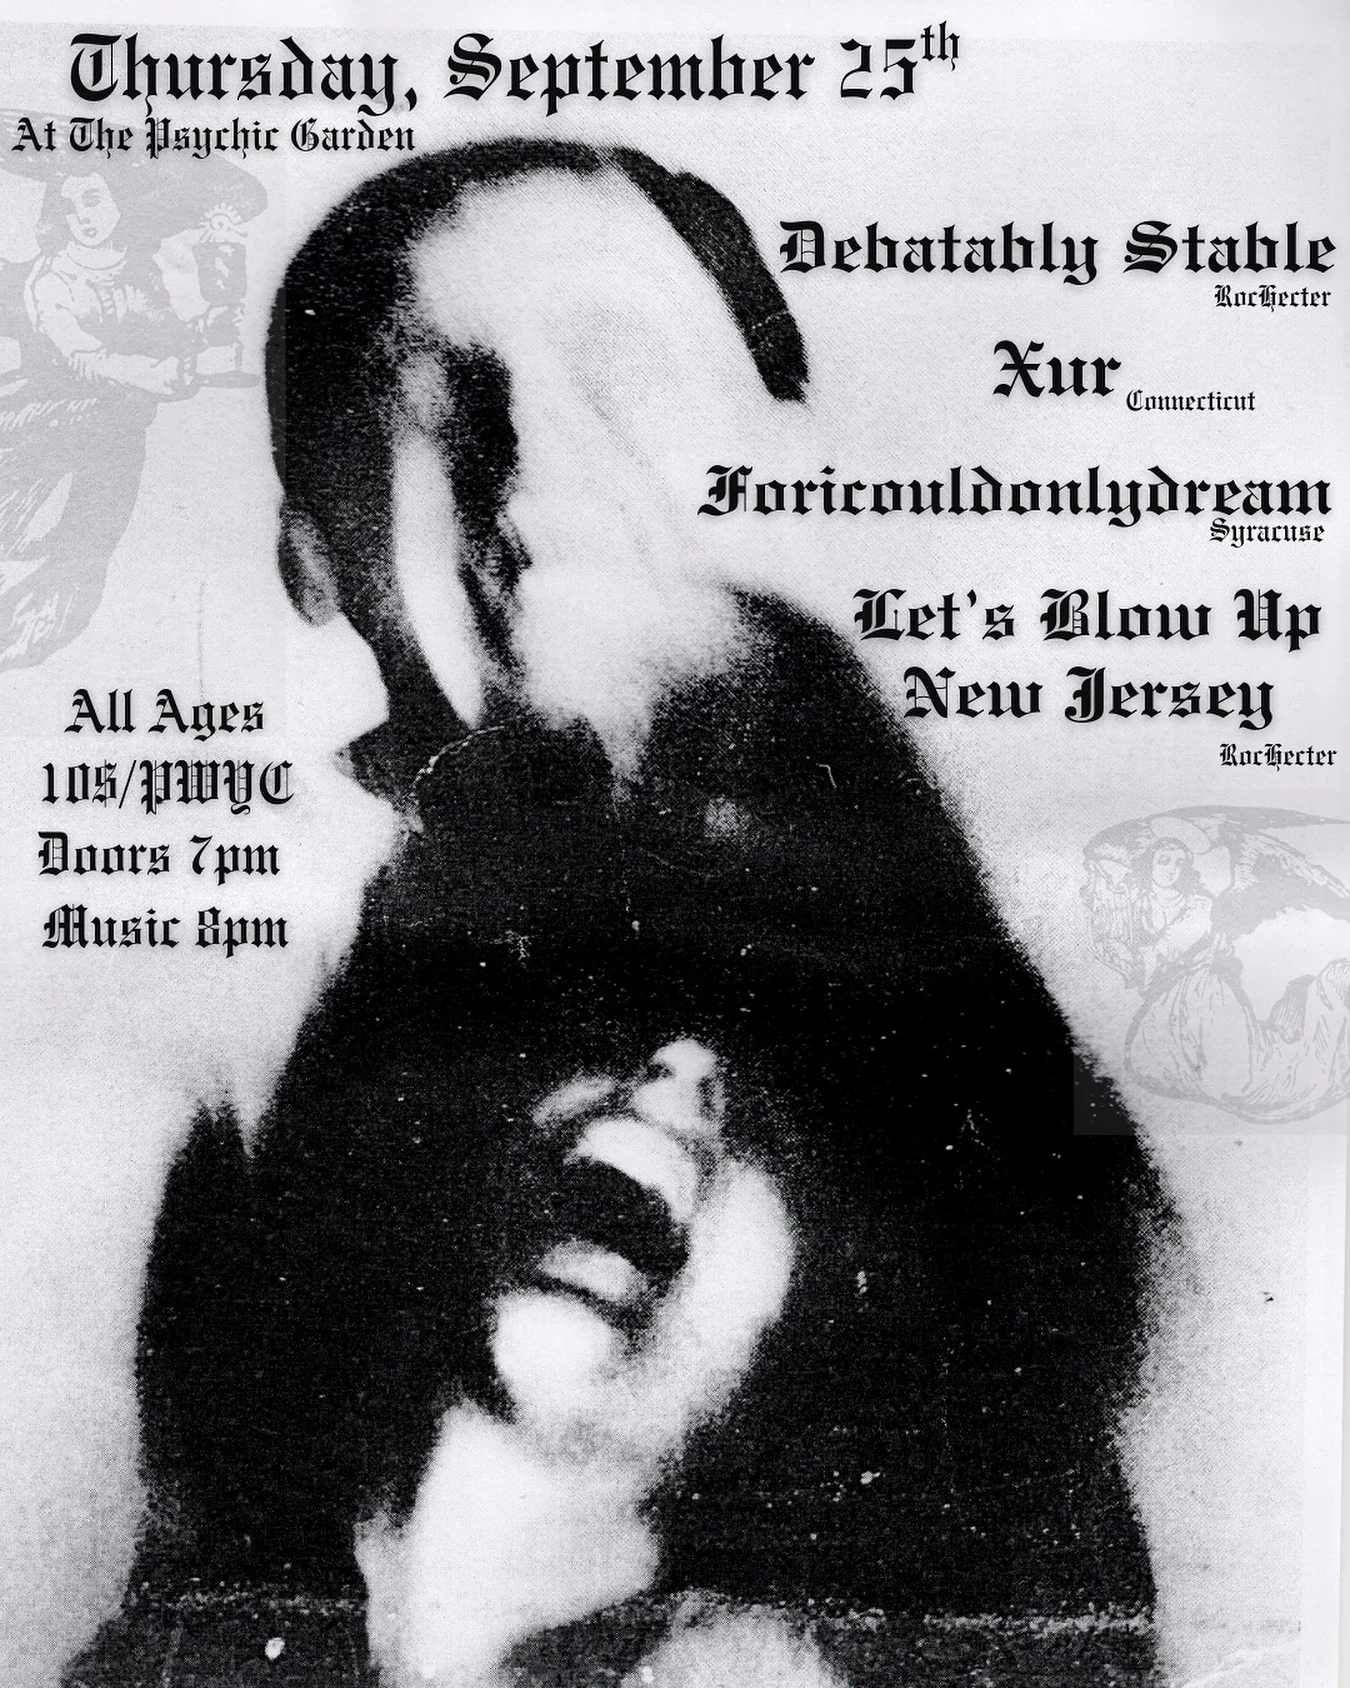 Thursday, September 25th
At The Psychic Garden
Debatably Stable
RocHecter
Xur
Connecticut
Foricouldonlydream
Syracuse
Let's Blow Up
New Jersey
RocHecter
All Ages
10$/PWYC
Doors 7pm
Music 8pm